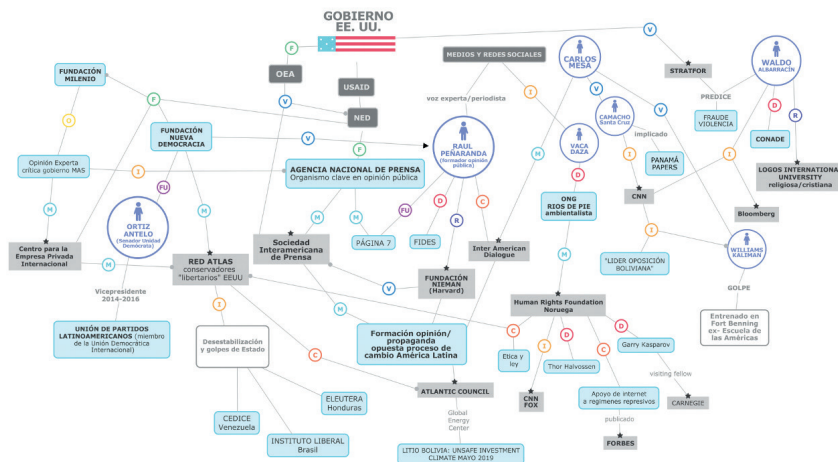 GOBIERNO
EE. UU.
F
V
OEA
USAID
NED
V
F
MEDIOS Y REDES SOCIALES
voz experta/periodista
I
CARLOS
MESA
STRATFOR
PREDICE
FRAUDE
VIOLENCIA
WALDO
ALBARRACÍN
D
R
CONADE
LOGOS INTERNATIONAL
UNIVERSITY
religiosa/cristiana
FUNDACIÓN
MILENIO
O
F
FUNDACIÓN
NUEVA
DEMOCRACIA
V
Opinión Experta
crítica gobierno MAS
I
M
FU
M
ORTIZ
ANTELO
(Senador Unidad
Demócrata)
Centro para la
Empresa Privada
Internacional
M
Vicepresidente
2014-2016
UNIÓN DE PARTIDOS
LATINOAMERICANOS (miembro
de la Unión Democrática
Internacional)
RED ATLAS
conservadores
"libertarios" EEUU
I
Desestabilización
y golpes de Estado
CEDICE
Venezuela
ELEUTERA
Honduras
INSTITUTO LIBERAL
Brasil
C
AGENCIA NACIONAL DE PRENSA
Organismo clave en opinión pública
M
M
Sociedad
Interamericana
de Prensa
PÁGINA 7
RAUL
PEÑARANDA
(formador opinión
pública)
FU
D
R
C
FIDES
Inter American
Dialogue
FUNDACIÓN
NIEMAN
(Harvard)
V
M
M
Formación opinión/
propaganda
opuesta proceso de
cambio América Latina
ATLANTIC COUNCIL
Global
Energy
Center
LITIO BOLIVIA: UNSAFE INVESTMENT
CLIMATE MAYO 2019
VACA
DAZA
D
ONG
RIOS DE PIE
ambientalista
M
Human Rights Foundation
Noruega
C
I
D
C
D
Etica y
ley
CNN
FOX
Thor Halvossen
Garry Kasparov
visiting fellow
CARNEGIE
Apoyo de internet
a regimenes represivos
publicado
FORBES
CAMACHO
Santa Cruz
V
implicado
PANAMÁ
PAPERS
I
I
CNN
Bloomberg
I
"LIDER OPOSICIÓN
BOLIVIANA"
WILLIAMS
KALIMAN
GOLPE
Entrenado en
Fort Benning
ex- Escuela de
las Américas